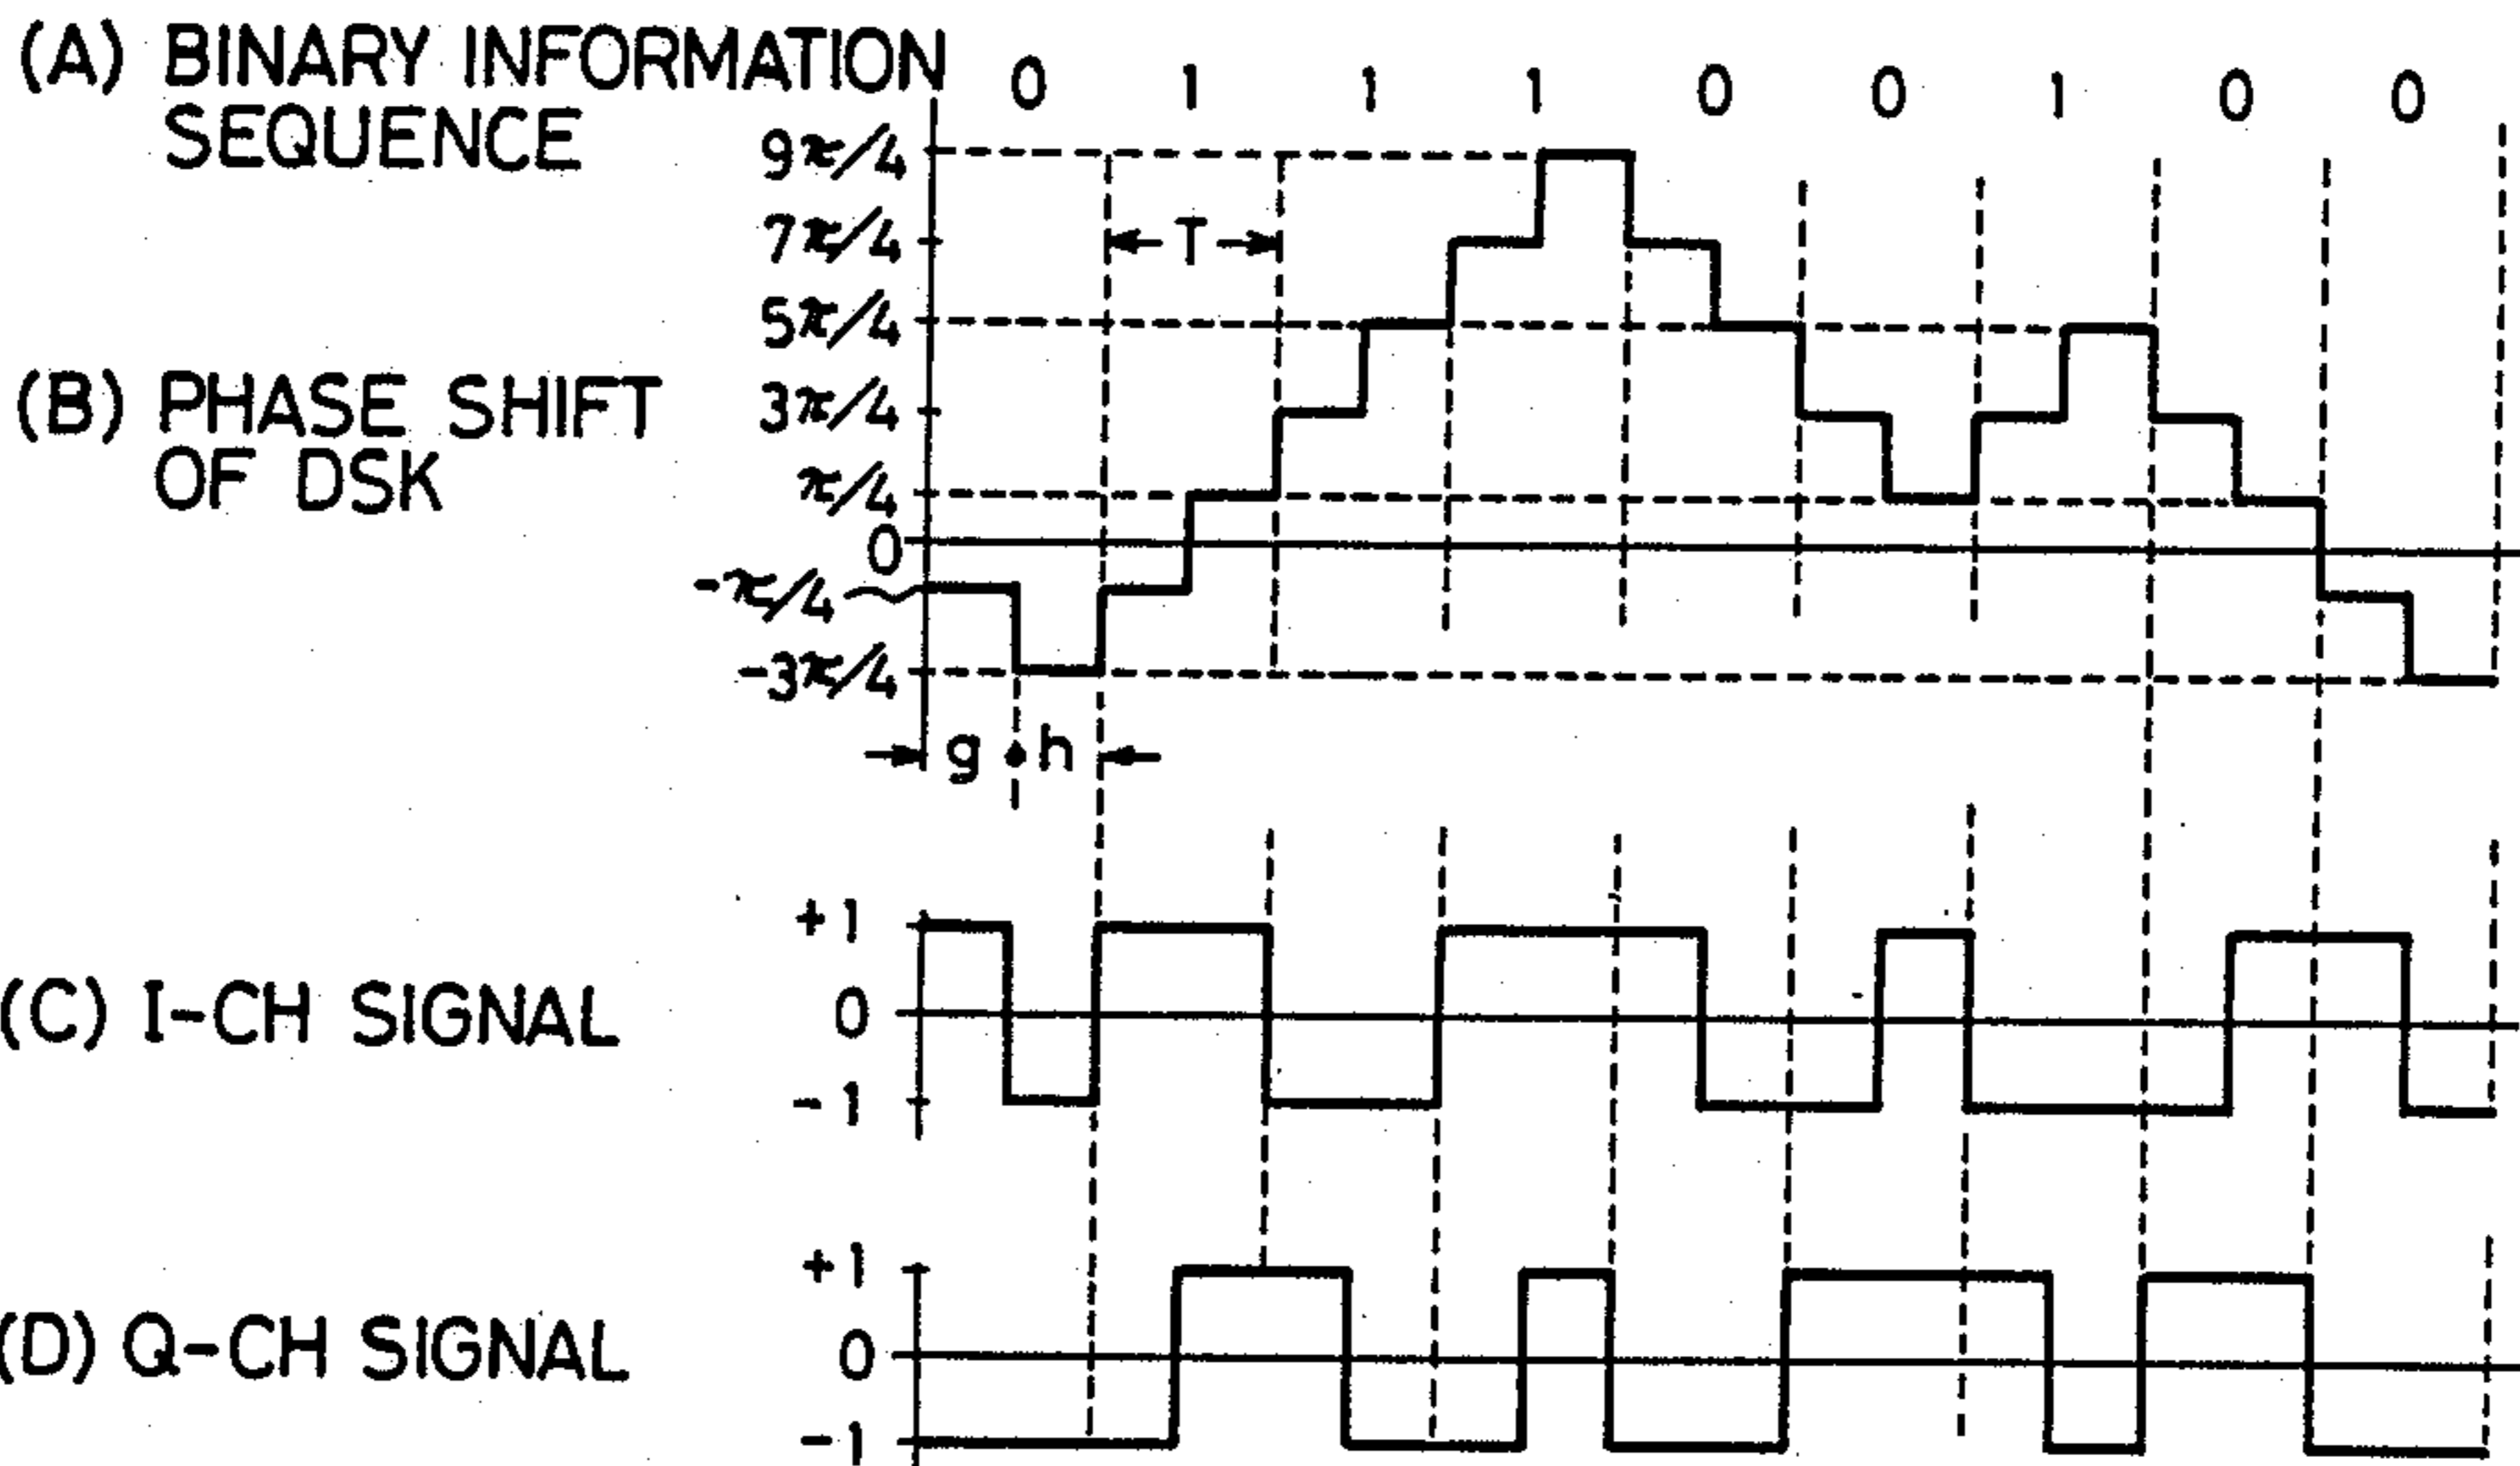 (A) BINARY INFORMATION 0 1 1 1 0 0 1 0 0
SEQUENCE
9π/4
7π/4
T
5π/4
(B) PHASE SHIFT
OF DSK
3π/4
π/4
0
-π/4
-3π/4
g h
+1
(C) I-CH SIGNAL 0
-1
+1
(D) Q-CH SIGNAL 0
-1